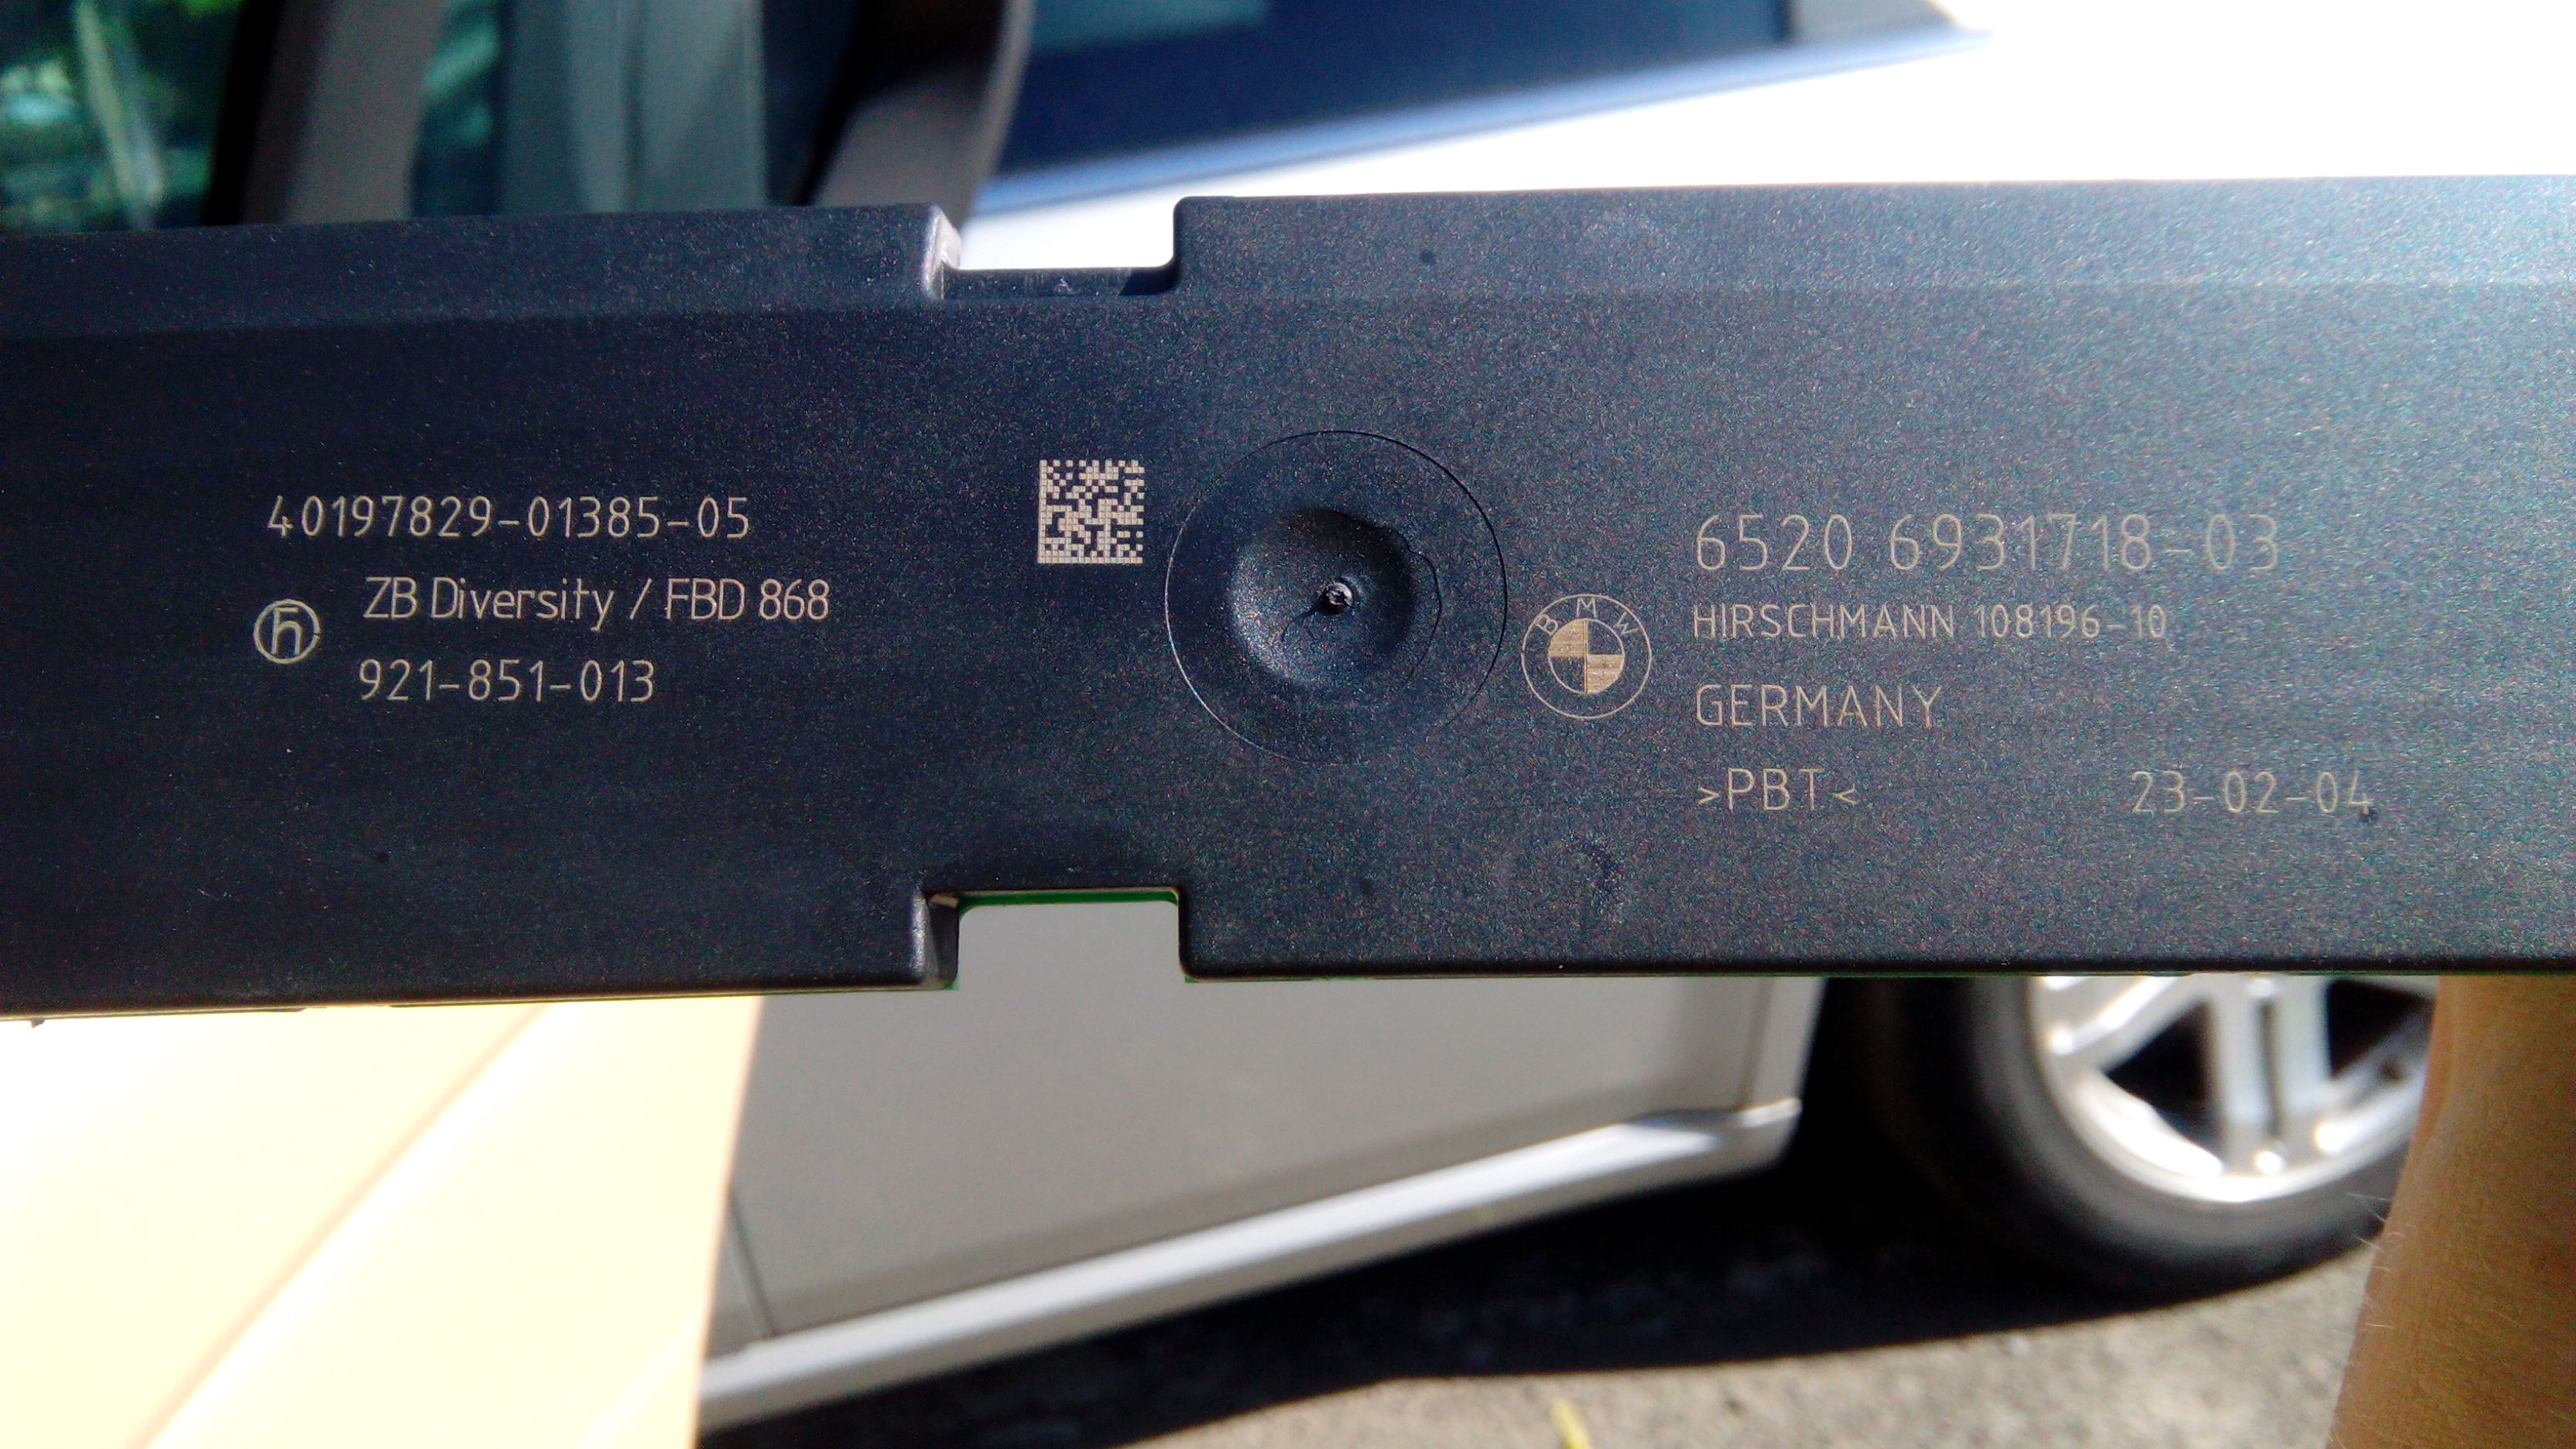 40197829-01385-05
ZB Diversity / FBD 868
921-851-013
6520 6931718-03
HIRSCHMANN 108196-10
BMW
GERMANY
>PBT<
23-02-04